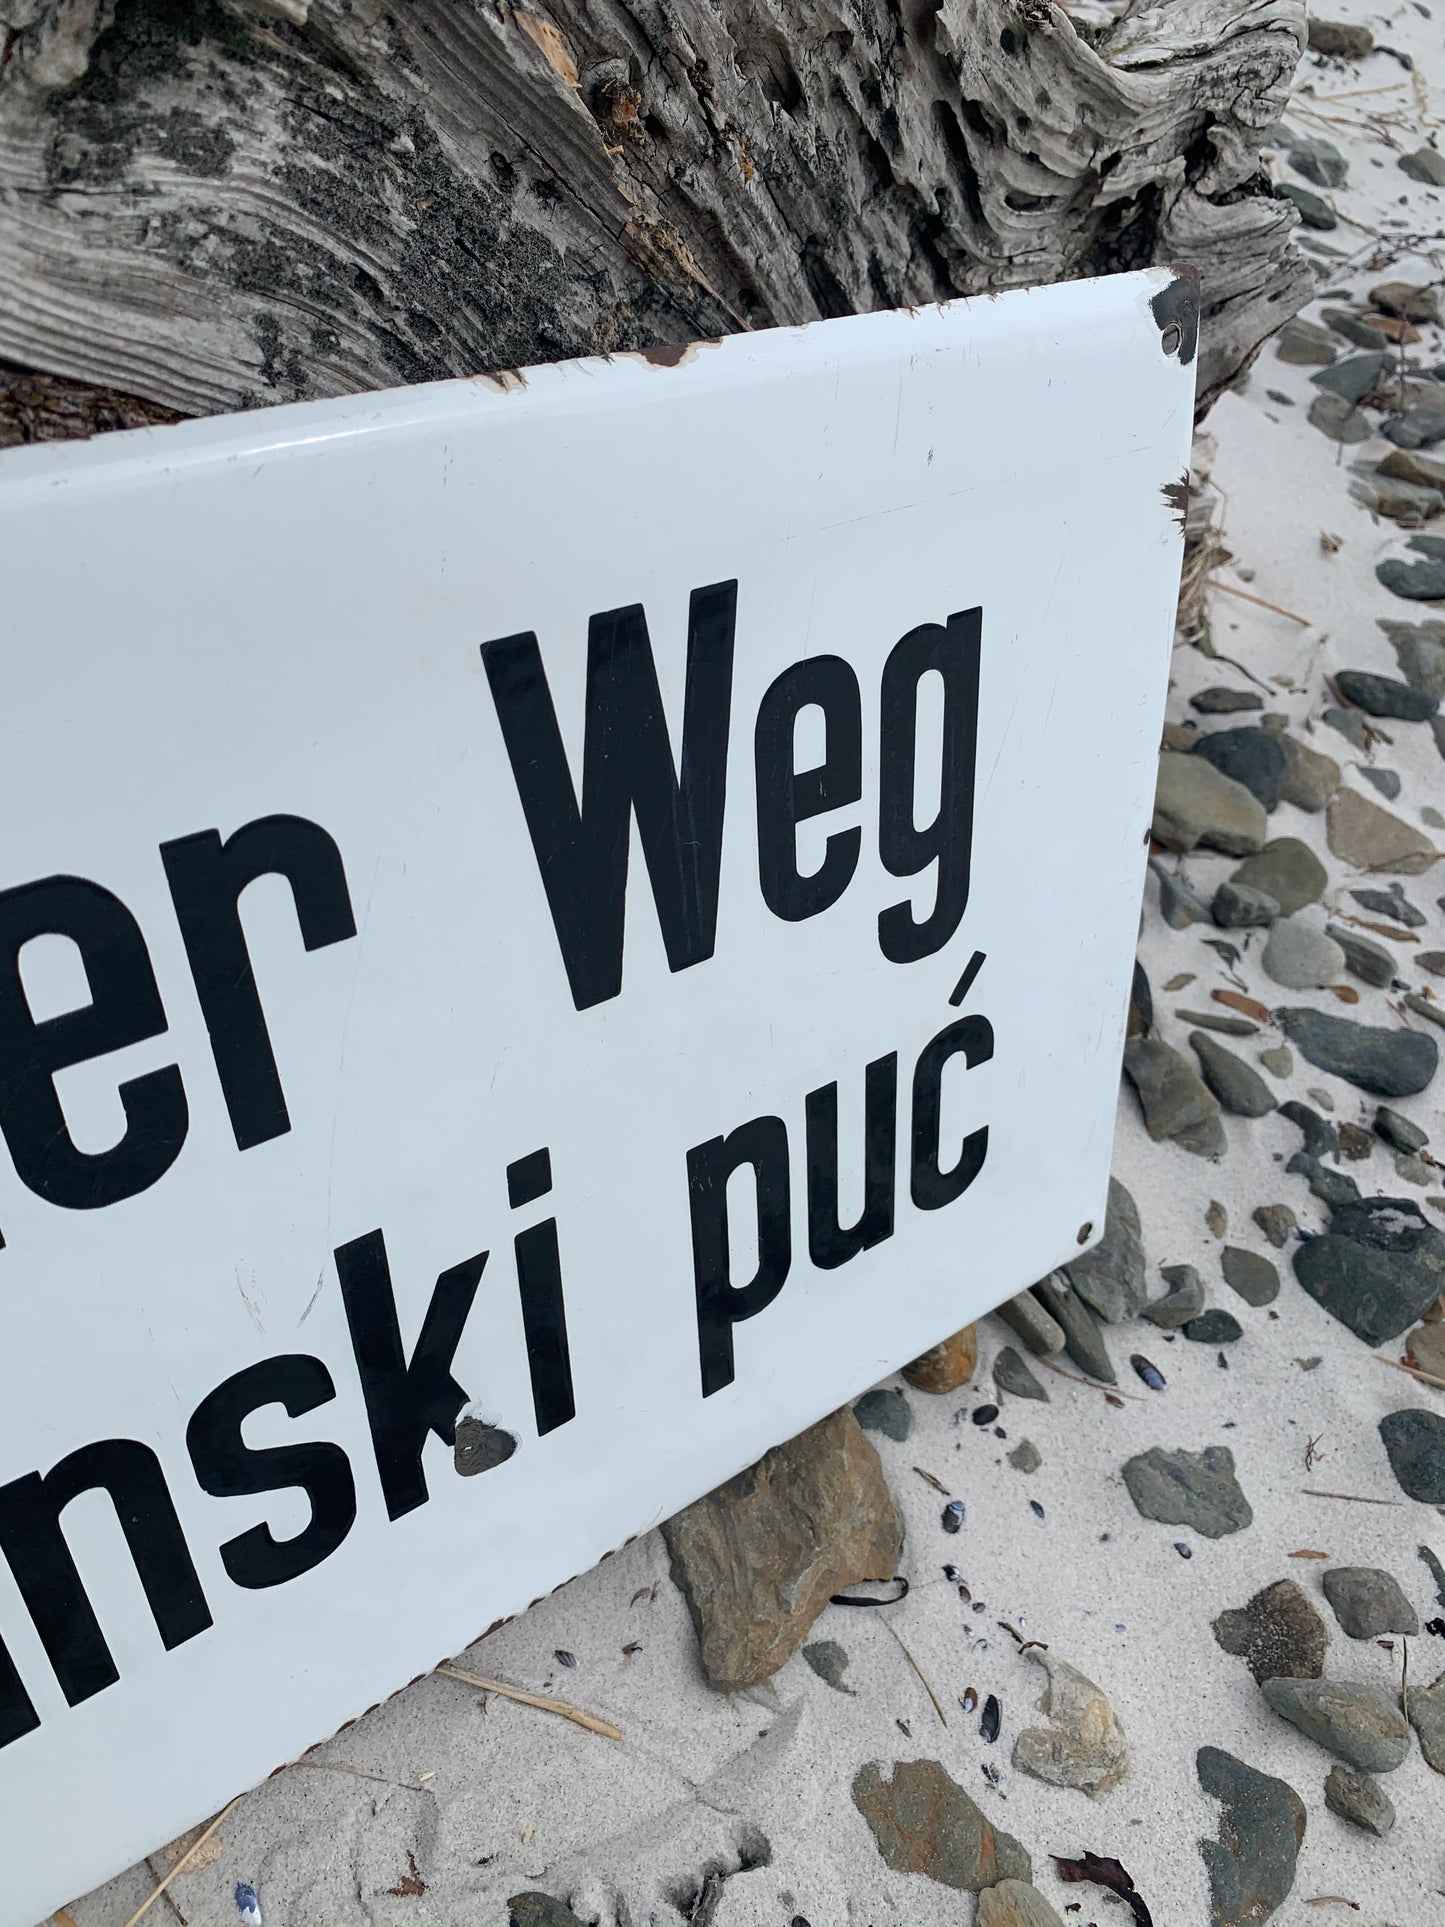 er Weg
nski puć